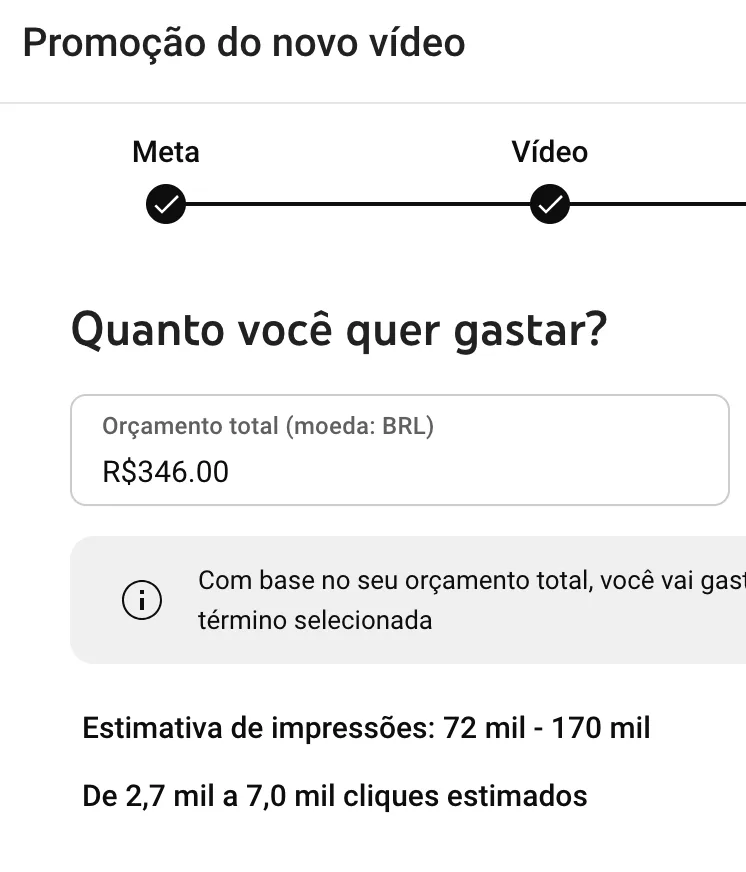 Promoção do novo vídeo
Meta
Vídeo
Quanto você quer gastar?
Orçamento total (moeda: BRL)
R$346.00
Com base no seu orçamento total, você vai
término selecionada
Estimativa de impressões: 72 mil - 170 mil
De 2,7 mil a 7,0 mil cliques estimados